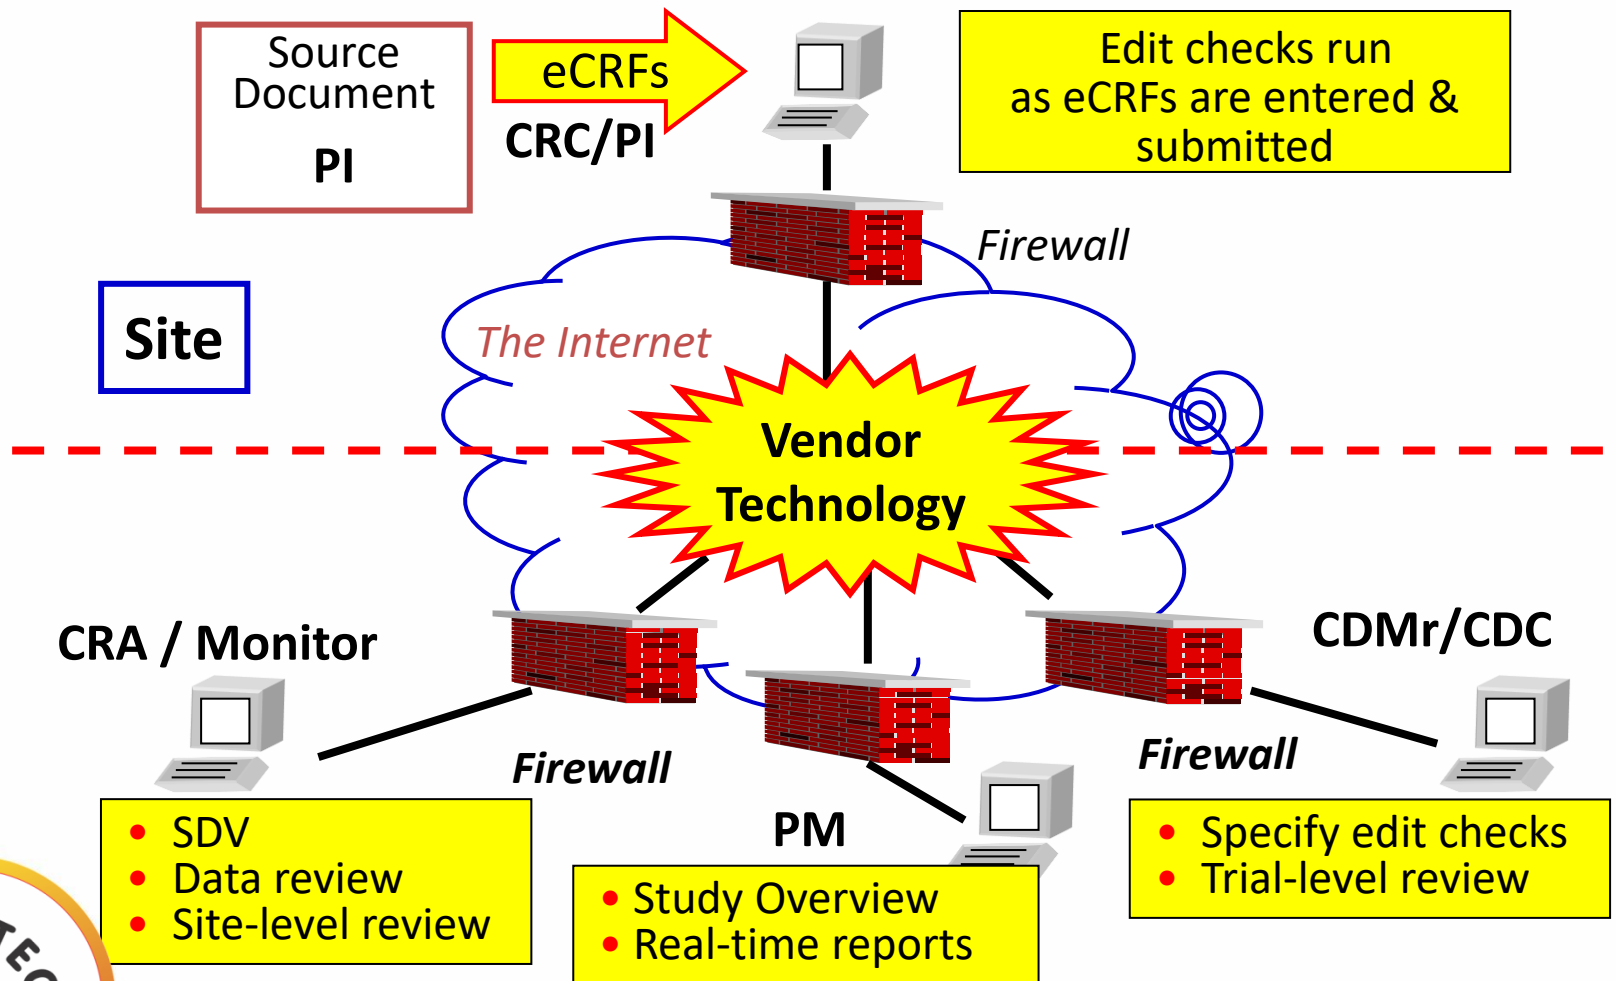 Source
Document
PI
eCRFs
CRC/PI
Edit checks run
as eCRFs are entered &
submitted
Firewall
Site
The Internet
Vendor
Technology
CRA / Monitor
CDMr/CDC
Firewall
Firewall
PM
• SDV
• Data review
• Site-level review
• Study Overview
• Real-time reports
• Specify edit checks
• Trial-level review